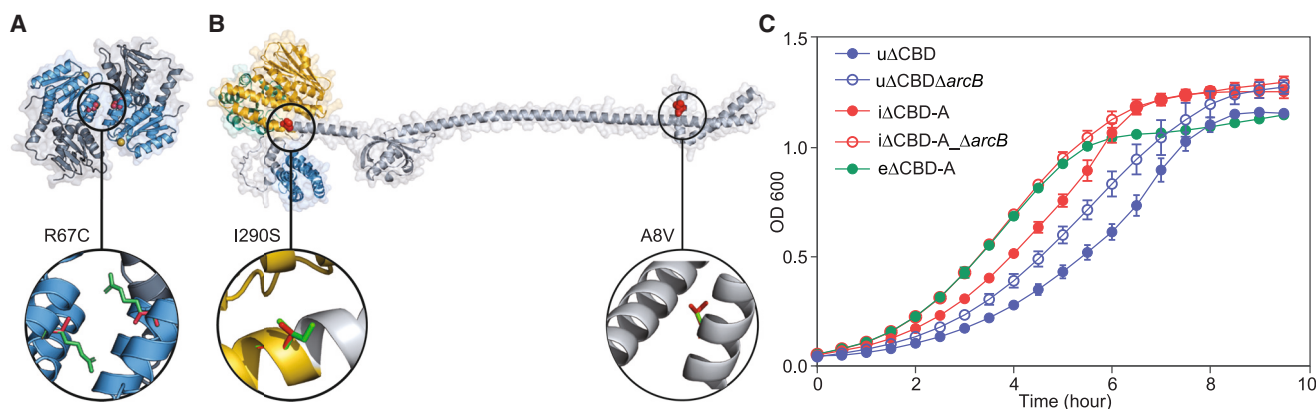 A
B
C
R67C
I290S
A8V
1.5
1.0
0.5
0.0
OD 600
uΔCBD
uΔCBDΔarcB
iΔCBD-A
iΔCBD-A_ΔarcB
eΔCBD-A
0 2 4 6 8 10
Time (hour)